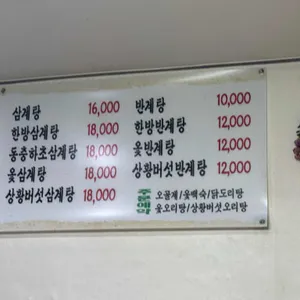 삼계탕 16,000 반계탕 10,000
한방삼계탕 18,000 한방반계탕 12,000
동충하초삼계탕 18,000 옻반계탕 12,000
옻삼계탕 18,000 상황버섯반계탕 12,000
상황버섯삼계탕 18,000
주문예약 오골계/옻백숙/닭도리탕
옻오리탕/상황버섯오리탕